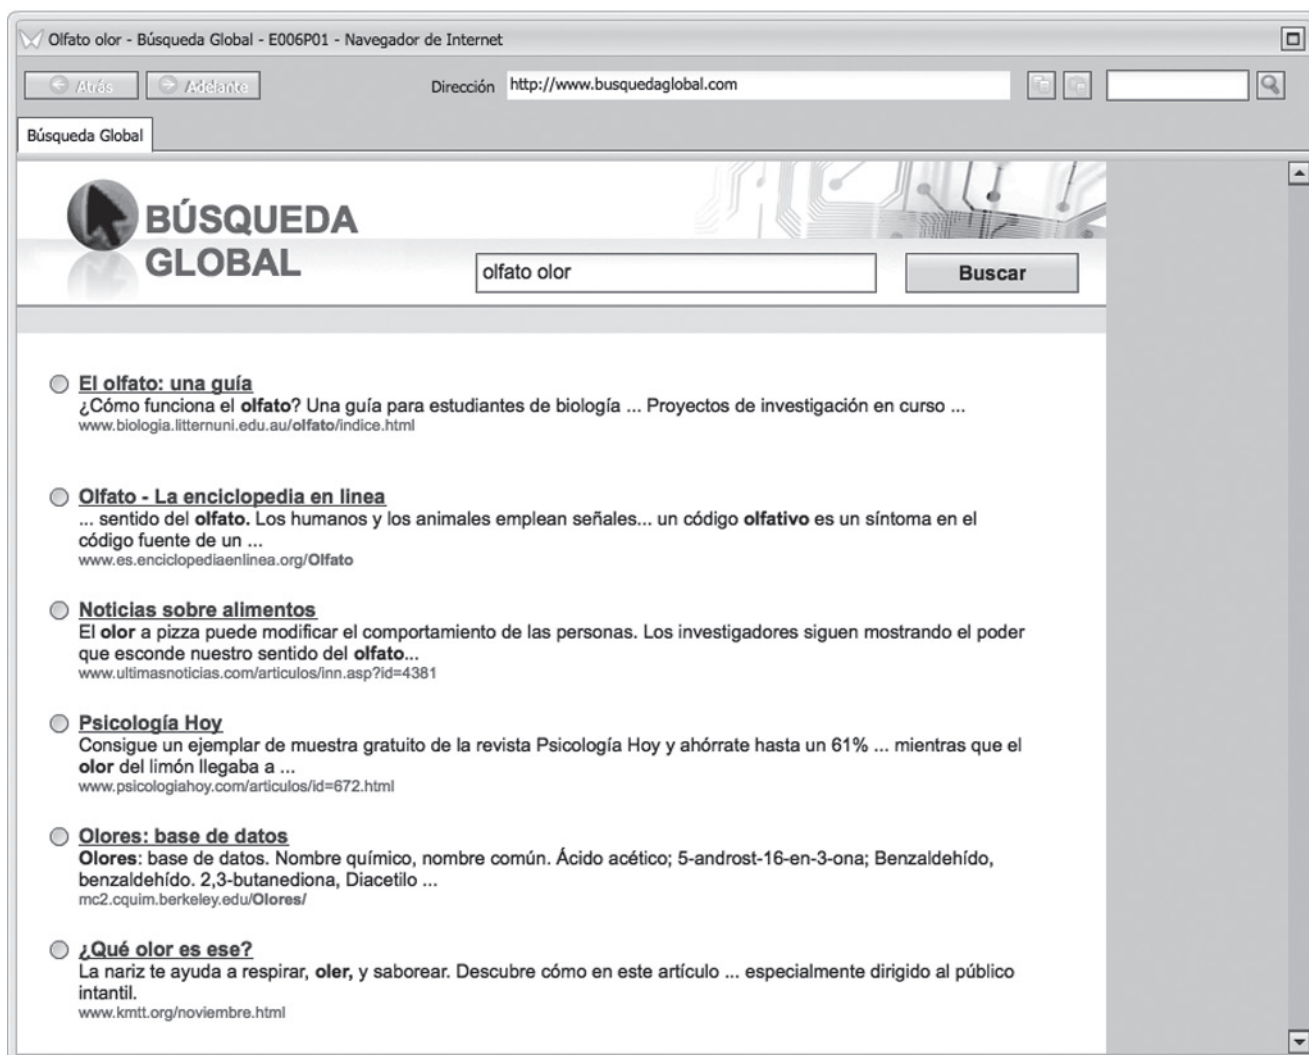 Olfato olor - Búsqueda Global - E006P01 - Navegador de Internet
Atrás Adelante Dirección http://www.busquedaglobal.com
Búsqueda Global
BÚSQUEDA
GLOBAL
olfato olor Buscar
El olfato: una guía
¿Cómo funciona el olfato? Una guía para estudiantes de biología ... Proyectos de investigación en curso ...
www.biologia.litternuni.edu.au/olfato/indice.html
Olfato - La enciclopedia en linea
... sentido del olfato. Los humanos y los animales emplean señales... un código olfativo es un síntoma en el
código fuente de un ...
www.es.enciclopediaenlinea.org/Olfato
Noticias sobre alimentos
El olor a pizza puede modificar el comportamiento de las personas. Los investigadores siguen mostrando el poder
que esconde nuestro sentido del olfato...
www.ultimasnoticias.com/articulos/inn.asp?id=4381
Psicología Hoy
Consigue un ejemplar de muestra gratuito de la revista Psicología Hoy y ahórrate hasta un 61% ... mientras que el
olor del limón llegaba a ...
www.psicologiahoy.com/articulos/id=672.html
Olores: base de datos
Olores: base de datos. Nombre químico, nombre común. Ácido acético; 5-androst-16-en-3-ona; Benzaldehído,
benzaldehído. 2,3-butanediona, Diacetilo ...
mc2.cquim.berkeley.edu/Olores/
¿Qué olor es ese?
La nariz te ayuda a respirar, oler, y saborear. Descubre cómo en este artículo ... especialmente dirigido al público
intantil.
www.kmtt.org/noviembre.html